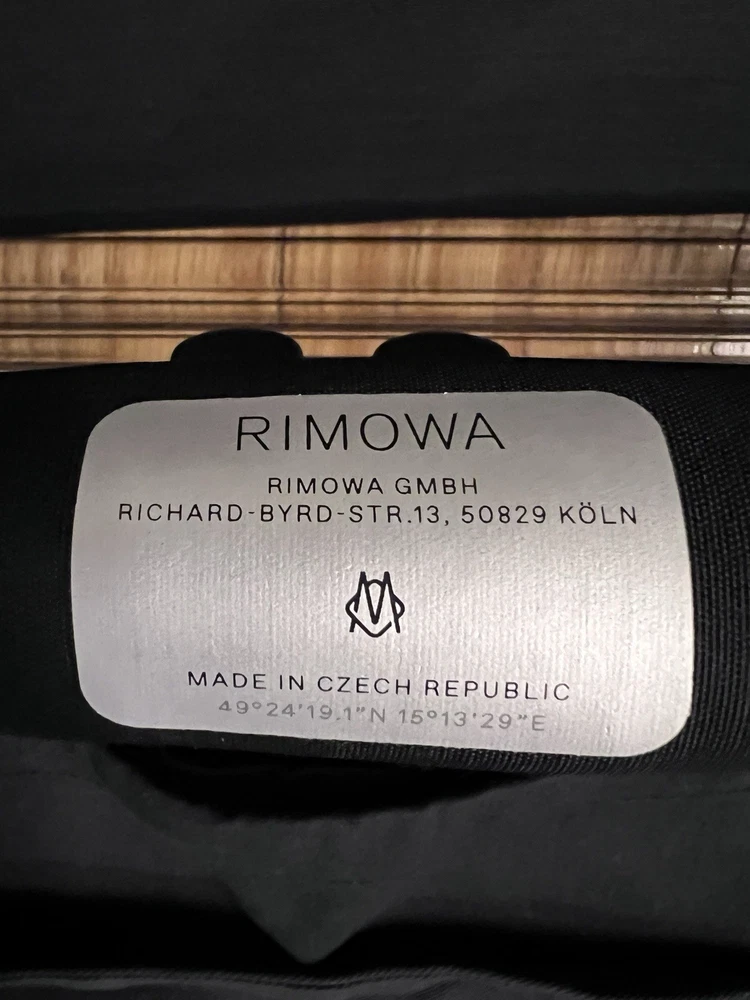 RIMOWA
RIMOWA GMBH
RICHARD-BYRD-STR.13, 50829 KÖLN
MADE IN CZECH REPUBLIC
49°24'19.1"N 15°13'29"E